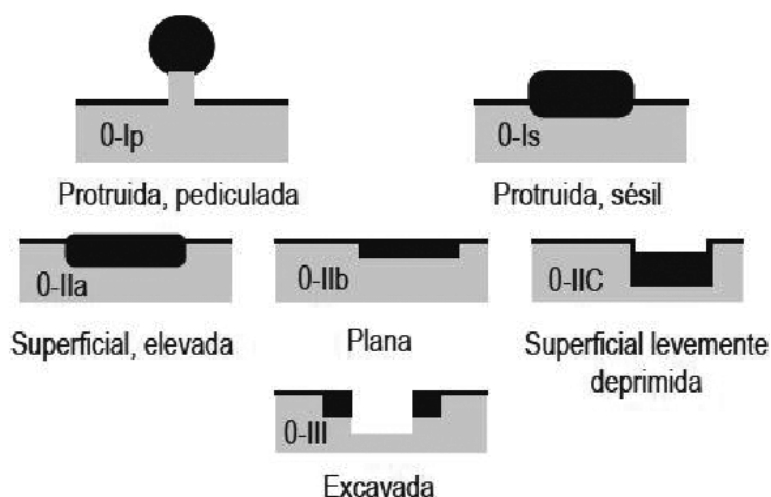 0-Ip
0-Is
Protruida, pediculada
Protruida, sésil
0-IIa
0-IIb
0-IIC
Superficial, elevada
Plana
Superficial levemente
deprimida
0-III
Excavada